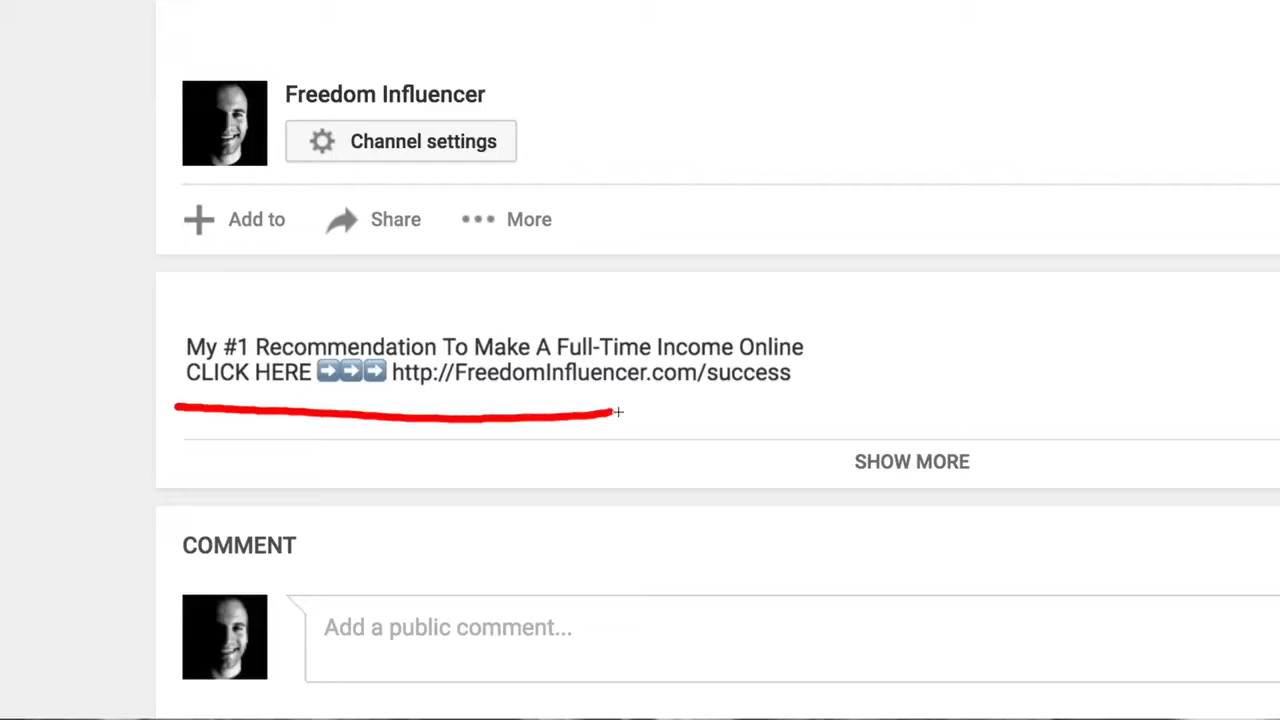 Freedom Influencer
Channel settings
Add to Share More
My #1 Recommendation To Make A Full-Time Income Online
CLICK HERE ➡️➡️➡️ http://FreedomInfluencer.com/success
SHOW MORE
COMMENT
Add a public comment...